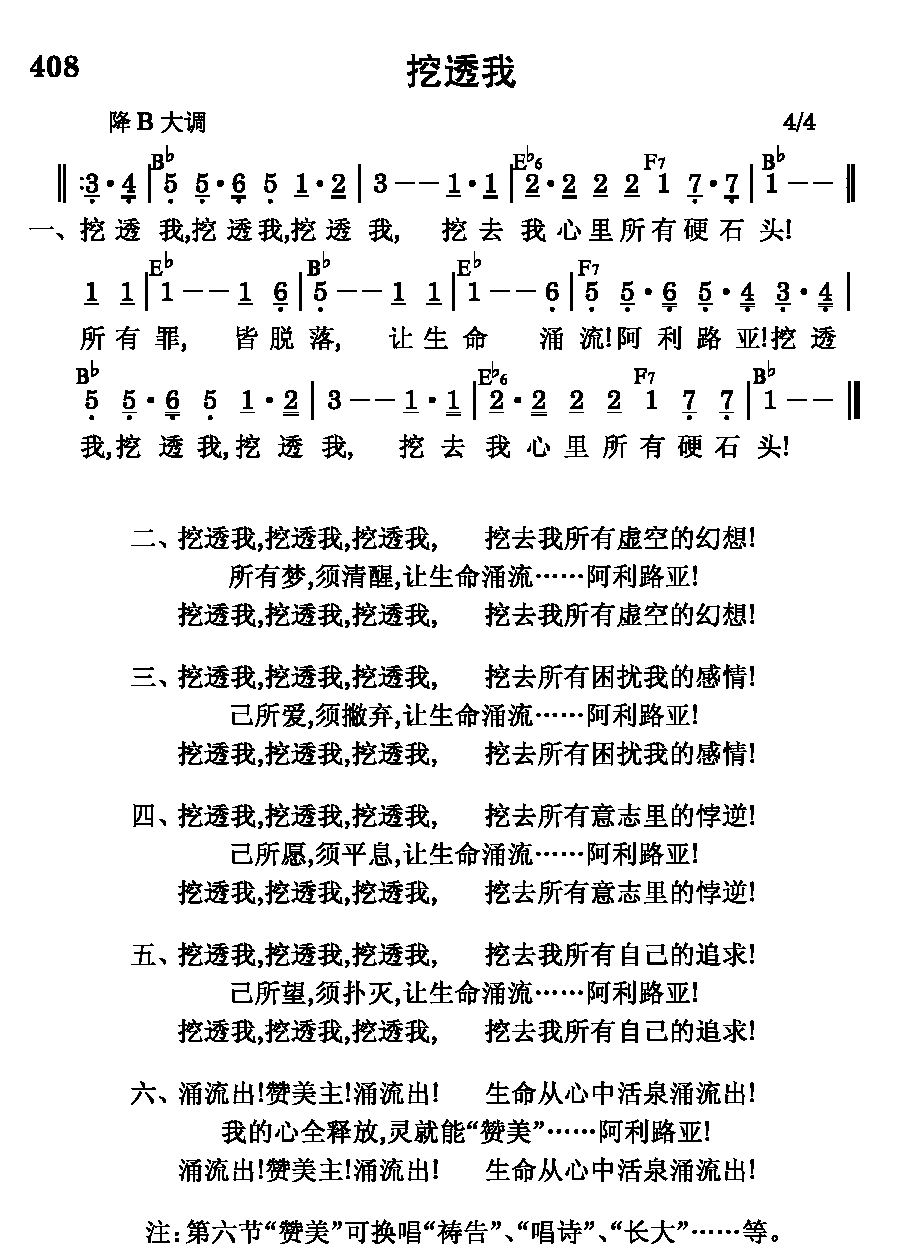 408
挖透我
降B大调 4/4
B♭ E♭6 F7 B♭
‖:3·4|5 5·6 5 1·2|3--1·1|2·2 2 2 1 7·7|1--‖
一、挖透 我,挖透我,挖透 我, 挖去 我心里所有硬石 头!
E♭ B♭ E♭ F7
1 1|1--1 6|5--1 1|1--6|5 5·6 5·4 3·4|
所有罪, 皆脱落, 让生命 涌流!阿利路亚!挖透
B♭ E♭6 F7 B♭
5 5·6 5 1·2|3--1·1|2·2 2 2 1 7 7|1--‖
我,挖透我,挖透我, 挖去我心里所有硬石头!
二、挖透我,挖透我,挖透我, 挖去我所有虚空的幻想!
所有梦,须清醒,让生命涌流……阿利路亚!
挖透我,挖透我,挖透我, 挖去我所有虚空的幻想!
三、挖透我,挖透我,挖透我, 挖去所有困扰我的感情!
己所爱,须撇弃,让生命涌流……阿利路亚!
挖透我,挖透我,挖透我, 挖去所有困扰我的感情!
四、挖透我,挖透我,挖透我, 挖去所有意志里的悖逆!
己所愿,须平息,让生命涌流……阿利路亚!
挖透我,挖透我,挖透我, 挖去所有意志里的悖逆!
五、挖透我,挖透我,挖透我, 挖去我所有自己的追求!
己所望,须扑灭,让生命涌流……阿利路亚!
挖透我,挖透我,挖透我, 挖去我所有自己的追求!
六、涌流出!赞美主!涌流出! 生命从心中活泉涌流出!
我的心全释放,灵就能“赞美”……阿利路亚!
涌流出!赞美主!涌流出! 生命从心中活泉涌流出!
注:第六节“赞美”可换唱“祷告”、“唱诗”、“长大”……等。